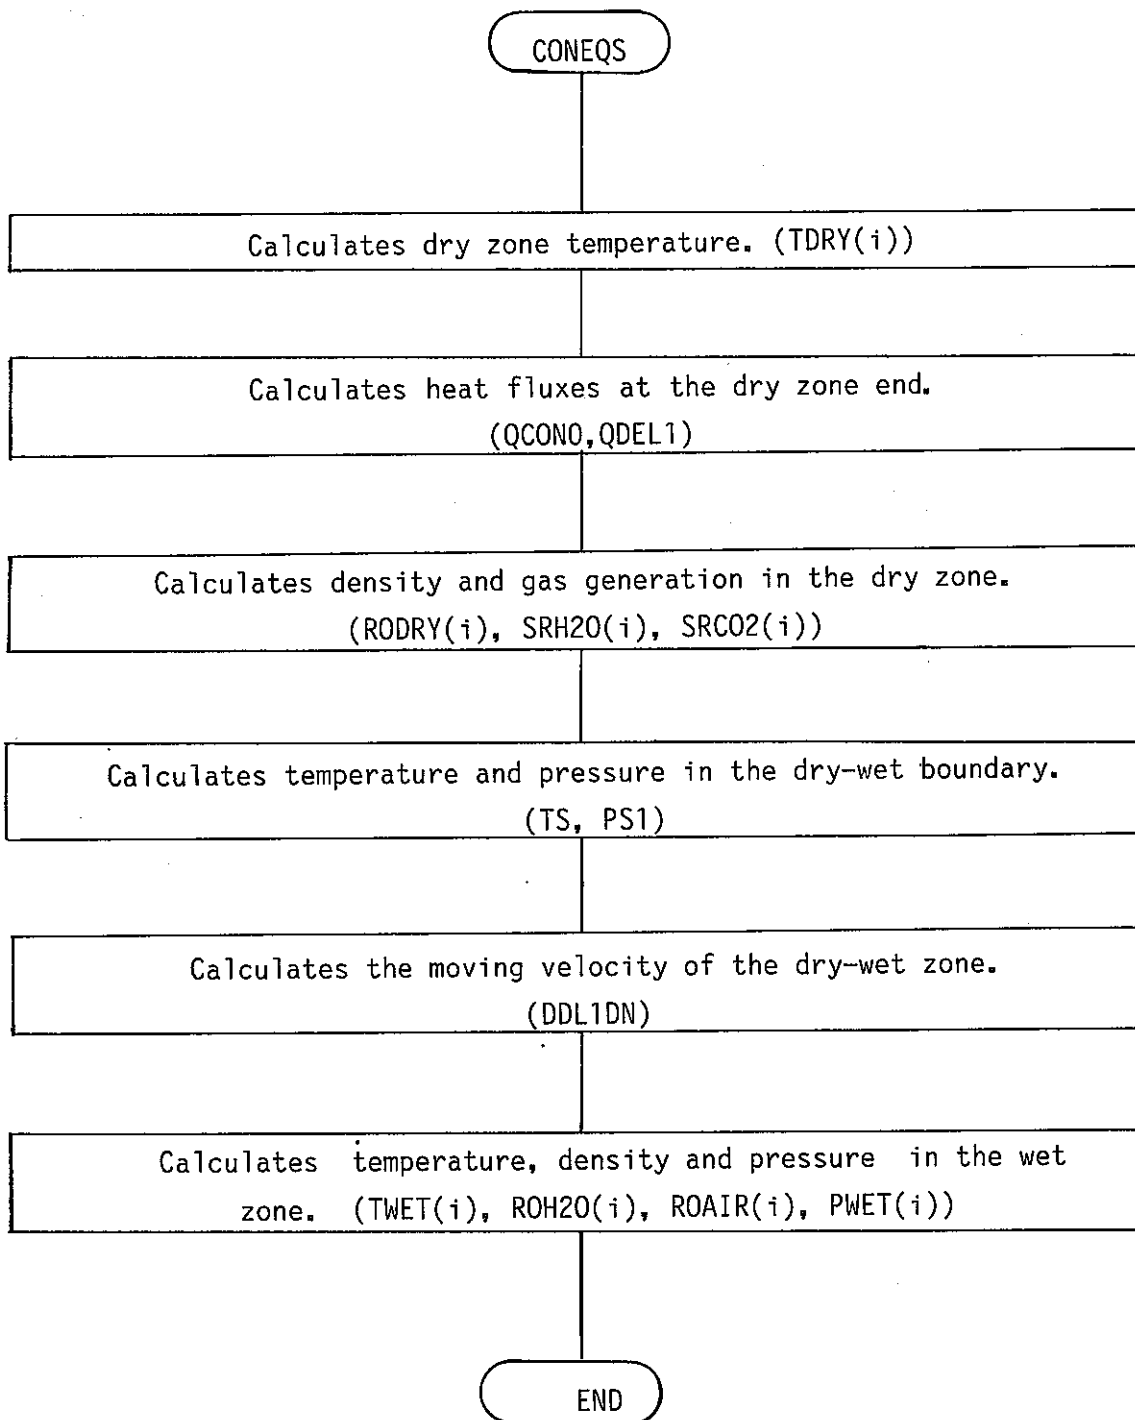 CONEQS
Calculates dry zone temperature. (TDRY(i))
Calculates heat fluxes at the dry zone end.
(QCON0,QDEL1)
Calculates density and gas generation in the dry zone.
(RODRY(i), SRH2O(i), SRCO2(i))
Calculates temperature and pressure in the dry-wet boundary.
(TS, PS1)
Calculates the moving velocity of the dry-wet zone.
(DDL1DN)
Calculates temperature, density and pressure in the wet
zone. (TWET(i), ROH2O(i), ROAIR(i), PWET(i))
END